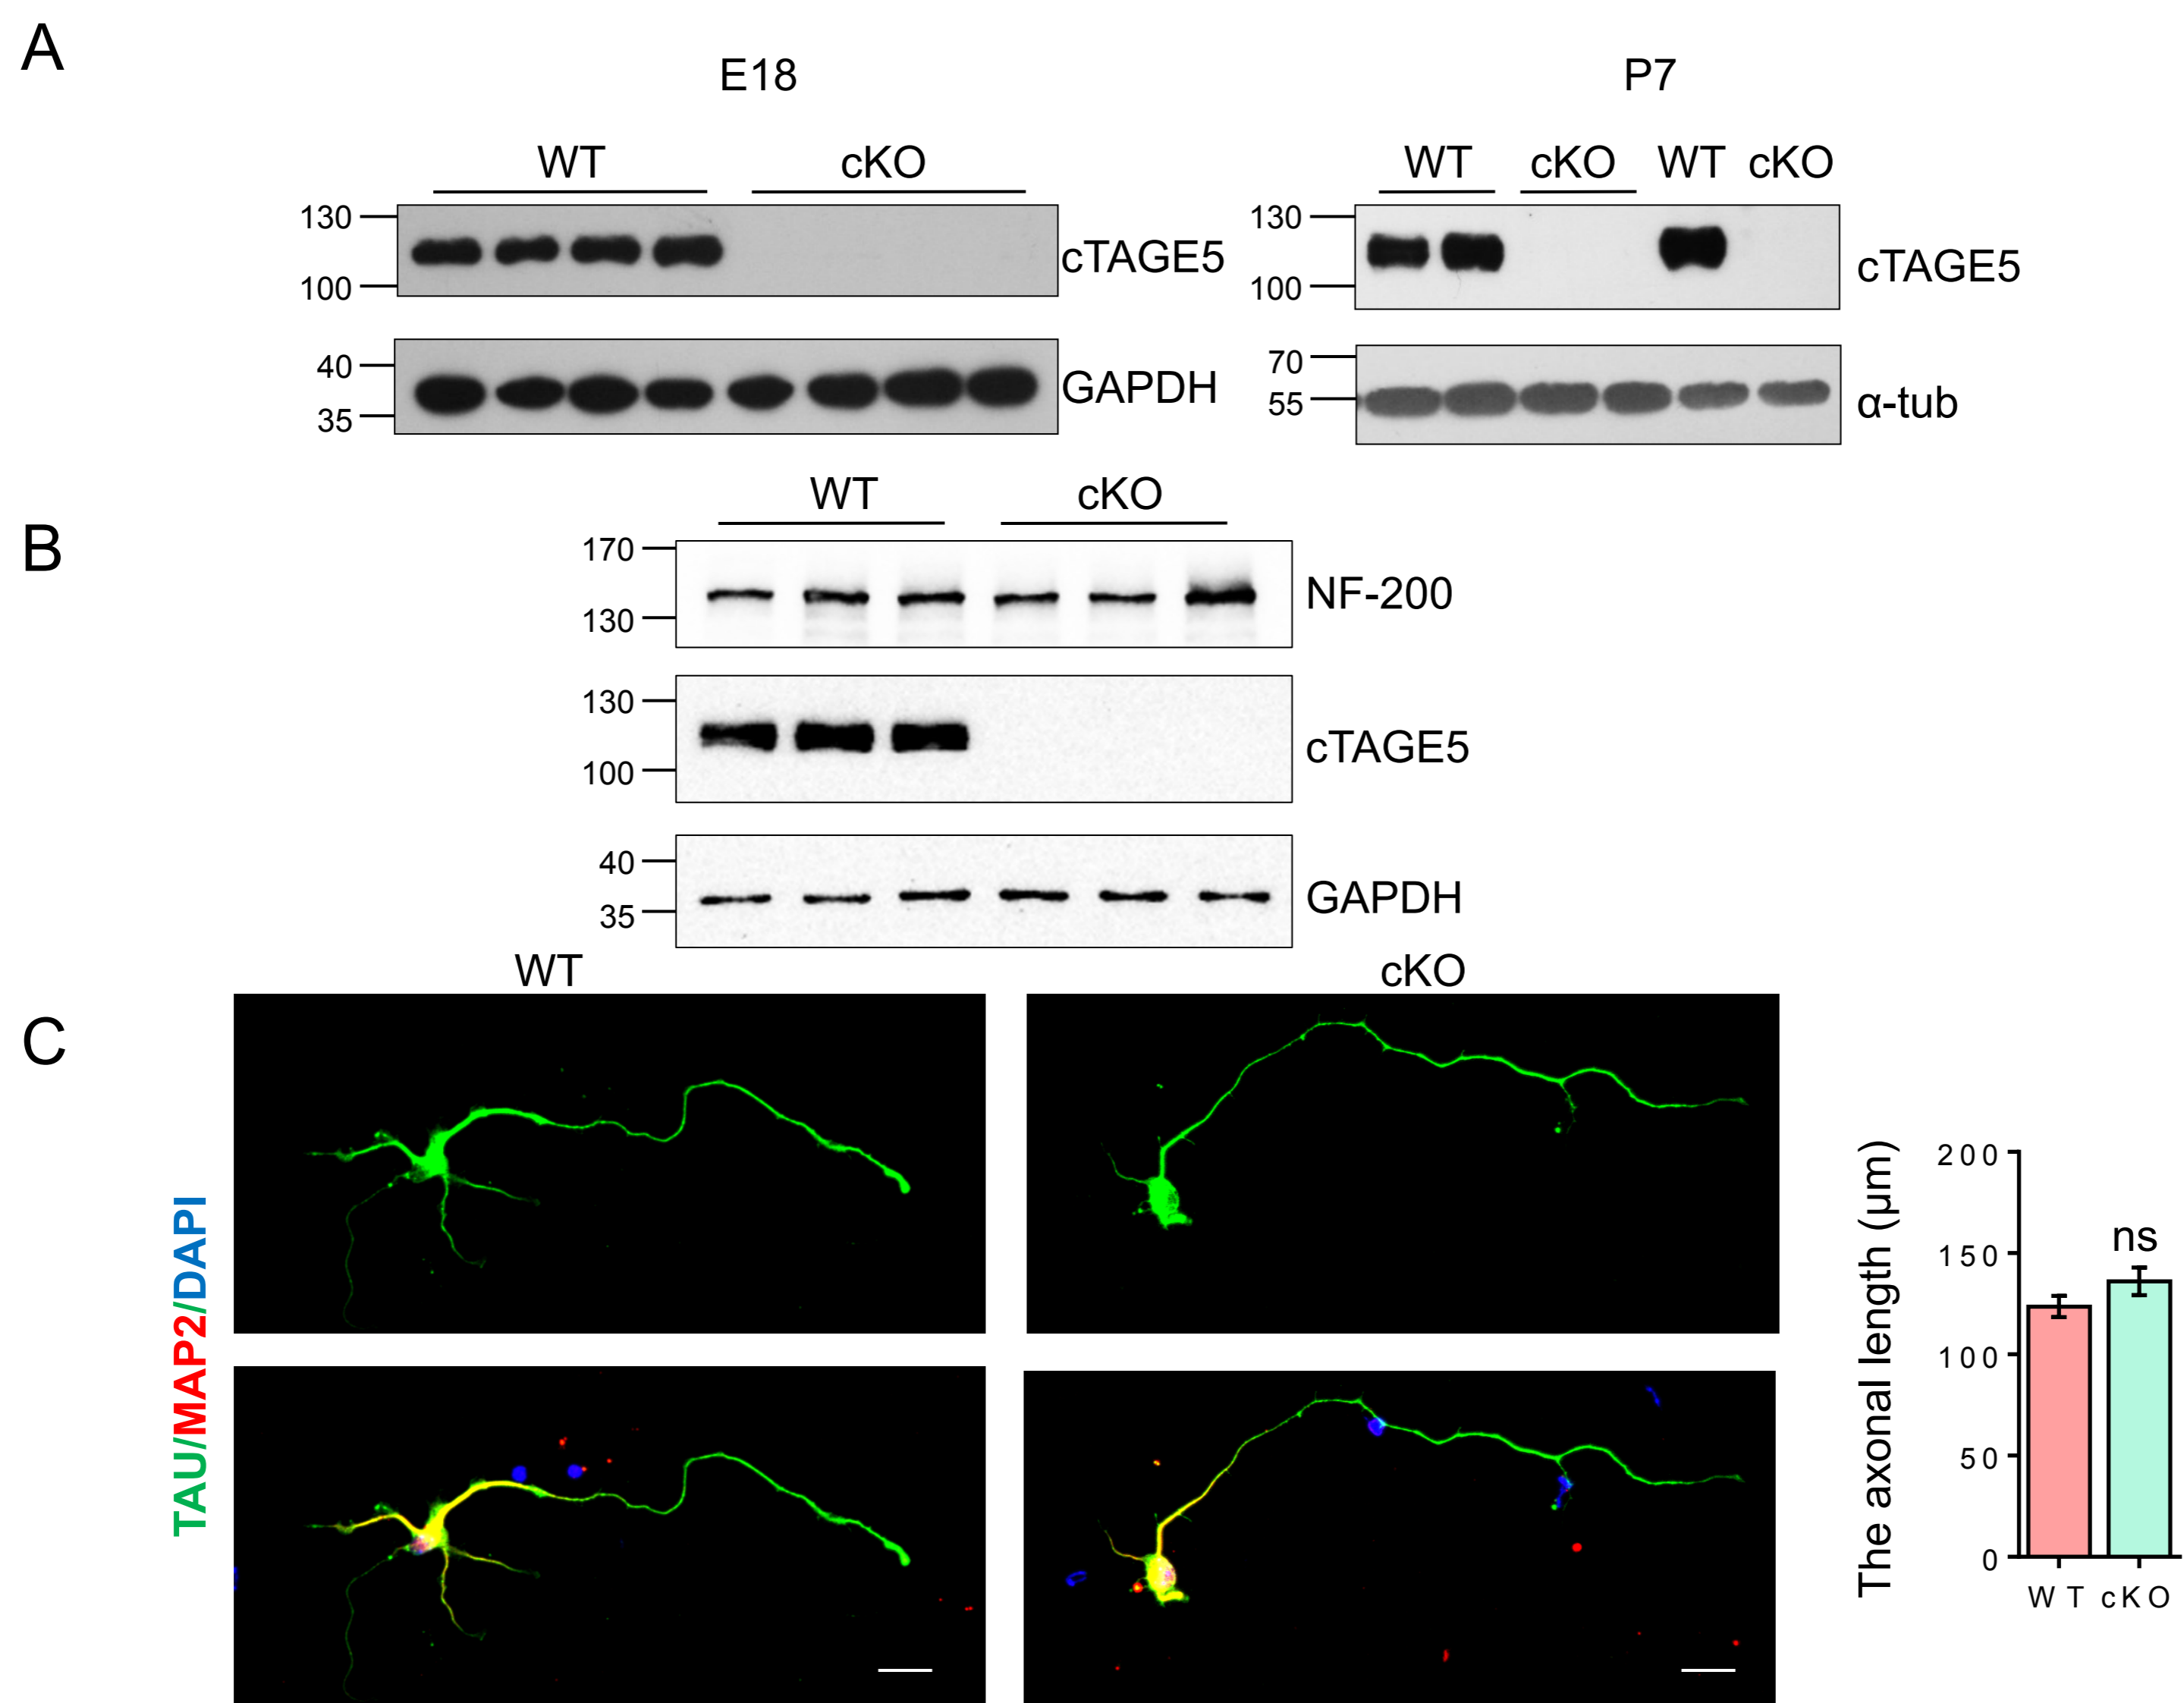 A
E18
P7
WT cKO
WT cKO WT cKO
130
100
cTAGE5
130
100
cTAGE5
40
35
GAPDH
70
55
α-tub
B
WT cKO
170
130
NF-200
130
100
cTAGE5
40
35
GAPDH
C
WT cKO
TAU/MAP2/DAPI
The axonal length (μm)
200
150
100
50
0
ns
WT cKO